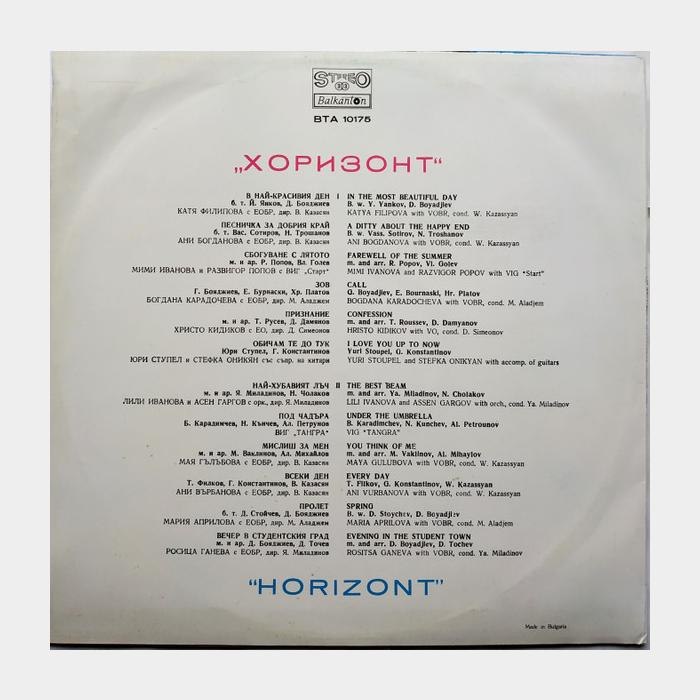 STEREO 33
Balkanton
BTA 10175
„ХОРИЗОНТ“
В НАЙ-КРАСИВИЯ ДЕН I IN THE MOST BEAUTIFUL DAY
б. т. Й. Янков, Д. Бояджиев B. w. Y. Yankov, D. Boyadjiev
КАТЯ ФИЛИПОВА с ЕОБР, дир. В. Казасян KATYA FILIPOVA with VOBR, cond. W. Kazassyan
ПЕСНИЧКА ЗА ДОБРИЯ КРАЙ A DITTY ABOUT THE HAPPY END
б. т. Вас. Сотиров, Н. Трошанов B. w. Vass. Sotirov, N. Troshanov
АНИ БОГДАНОВА с ЕОБР, дир. В. Казасян ANI BOGDANOVA with VOBR, cond. W. Kazassyan
СБОГУВАНЕ С ЛЯТОТО FAREWELL OF THE SUMMER
м. и ар. Р. Попов, Вл. Голев m. and arr. R. Popov, Vl. Golev
МИМИ ИВАНОВА и РАЗВИГОР ПОПОВ с ВИГ „Старт“ MIMI IVANOVA and RAZVIGOR POPOV with VIG "Start"
ЗОВ CALL
Г. Бояджиев, Е. Бурнаски, Хр. Платов G. Boyadjiev, E. Bournaski, Hr. Platov
БОГДАНА КАРАДОЧЕВА с ЕОБР, дир. М. Аладжем BOGDANA KARADOCHEVA with VOBR, cond. M. Aladjem
ПРИЗНАНИЕ CONFESSION
м. и ар. Т. Русев, Д. Дамянов m. and arr. T. Roussev, D. Damyanov
ХРИСТО КИДИКОВ с ЕО, дир. Д. Симеонов HRISTO KIDIKOV with VO, cond. D. Simeonov
ОБИЧАМ ТЕ ДО ТУК I LOVE YOU UP TO NOW
Юри Ступел, Г. Константинов Yuri Stoupel, G. Konstantinov
ЮРИ СТУПЕЛ и СТЕФКА ОНИКЯН със съпр. на китари YURI STOUPEL and STEFKA ONIKYAN with accomp. of guitars
НАЙ-ХУБАВИЯТ ЛЪЧ II THE BEST BEAM
м. и ар. Я. Миладинов, Н. Чолаков m. and arr. Ya. Miladinov, N. Cholakov
ЛИЛИ ИВАНОВА и АСЕН ГАРГОВ с орк., дир. Я. Миладинов LILI IVANOVA and ASSEN GARGOV with orch, cond. Ya. Miladinov
ПОД ЧАДЪРА UNDER THE UMBRELLA
Б. Карадимчев, Н. Кънчев, Ал. Петрунов B. Karadimchev, N. Kunchev, Al. Petrounov
ВИГ „ТАНГРА“ VIG "TANGRA"
МИСЛИШ ЗА МЕН YOU THINK OF ME
м. и ар. М. Ваклинов, Ал. Михайлов m. and arr. M. Vaklinov, Al. Mihaylov
МАЯ ГЪЛЪБОВА с ЕОБР, дир. В. Казасян MAYA GULUBOVA with VOBR, cond. W. Kazassyan
ВСЕКИ ДЕН EVERY DAY
Т. Филков, Г. Константинов, В. Казасян T. Filkov, G. Konstantinov, W. Kazassyan
АНИ ВЪРБАНОВА с ЕОБР, дир. В. Казасян ANI VURBANOVA with VOBR, cond. W. Kazassyan
ПРОЛЕТ SPRING
б. т. Д. Стойчев, Д. Бояджиев B. w. D. Stoychev, D. Boyadjiev
МАРИЯ АПРИЛОВА с ЕОБР, дир. М. Аладжем MARIA APRILOVA with VOBR, cond. M. Aladjem
ВЕЧЕР В СТУДЕНТСКИЯ ГРАД EVENING IN THE STUDENT TOWN
м. и ар. Д. Бояджиев, Д. Точев m. and arr. D. Boyadjiev, D. Tochev
РОСИЦА ГАНЕВА с ЕОБР, дир. Я. Миладинов ROSITSA GANEVA with VOBR, cond. Ya. Miladinov
"HORIZONT"
Made in Bulgaria